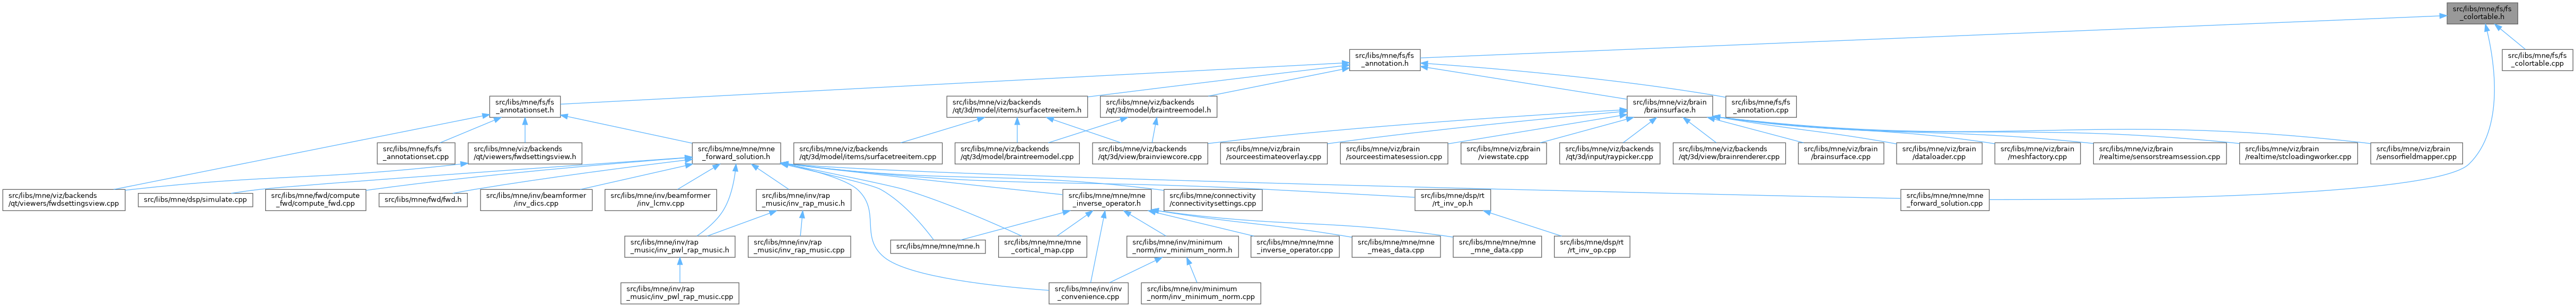 src/libs/mne/fs/fs
_colortable.h
src/libs/mne/fs/fs
_annotation.h
src/libs/mne/fs/fs
_colortable.cpp
src/libs/mne/fs/fs
_annotationset.h
src/libs/mne/viz/backends
/qt/3d/model/items/surfacetreeitem.h
src/libs/mne/viz/backends
/qt/3d/model/braintreemodel.h
src/libs/mne/viz/brain
/brainsurface.h
src/libs/mne/fs/fs
_annotation.cpp
src/libs/mne/fs/fs
_annotationset.cpp
src/libs/mne/viz/backends
/qt/viewers/fwdsettingsview.h
src/libs/mne/mne/mne
_forward_solution.h
src/libs/mne/viz/backends
/qt/3d/model/items/surfacetreeitem.cpp
src/libs/mne/viz/backends
/qt/3d/model/braintreemodel.cpp
src/libs/mne/viz/backends
/qt/3d/view/brainviewcore.cpp
src/libs/mne/viz/brain
/sourceestimateoverlay.cpp
src/libs/mne/viz/brain
/sourceestimatesession.cpp
src/libs/mne/viz/brain
/viewstate.cpp
src/libs/mne/viz/backends
/qt/3d/input/raypicker.cpp
src/libs/mne/viz/backends
/qt/3d/view/brainrenderer.cpp
src/libs/mne/viz/brain
/brainsurface.cpp
src/libs/mne/viz/brain
/dataloader.cpp
src/libs/mne/viz/brain
/meshfactory.cpp
src/libs/mne/viz/brain
/realtime/sensorstreamsession.cpp
src/libs/mne/viz/brain
/realtime/stcloadingworker.cpp
src/libs/mne/viz/brain
/sensorfieldmapper.cpp
src/libs/mne/viz/backends
/qt/viewers/fwdsettingsview.cpp
src/libs/mne/dsp/simulate.cpp
src/libs/mne/fwd/compute
_fwd/compute_fwd.cpp
src/libs/mne/fwd/fwd.h
src/libs/mne/inv/beamformer
/inv_dics.cpp
src/libs/mne/inv/beamformer
/inv_lcmv.cpp
src/libs/mne/inv/rap
_music/inv_rap_music.h
src/libs/mne/mne/mne
_inverse_operator.h
src/libs/mne/connectivity
/connectivitysettings.cpp
src/libs/mne/dsp/rt
/rt_inv_op.h
src/libs/mne/mne/mne
_forward_solution.cpp
src/libs/mne/inv/rap
_music/inv_pwl_rap_music.h
src/libs/mne/inv/rap
_music/inv_rap_music.cpp
src/libs/mne/mne/mne.h
src/libs/mne/mne/mne
_cortical_map.cpp
src/libs/mne/inv/minimum
_norm/inv_minimum_norm.h
src/libs/mne/mne/mne
_inverse_operator.cpp
src/libs/mne/mne/mne
_meas_data.cpp
src/libs/mne/mne/mne
_mne_data.cpp
src/libs/mne/dsp/rt
/rt_inv_op.cpp
src/libs/mne/inv/rap
_music/inv_pwl_rap_music.cpp
src/libs/mne/inv/inv
_convenience.cpp
src/libs/mne/inv/minimum
_norm/inv_minimum_norm.cpp